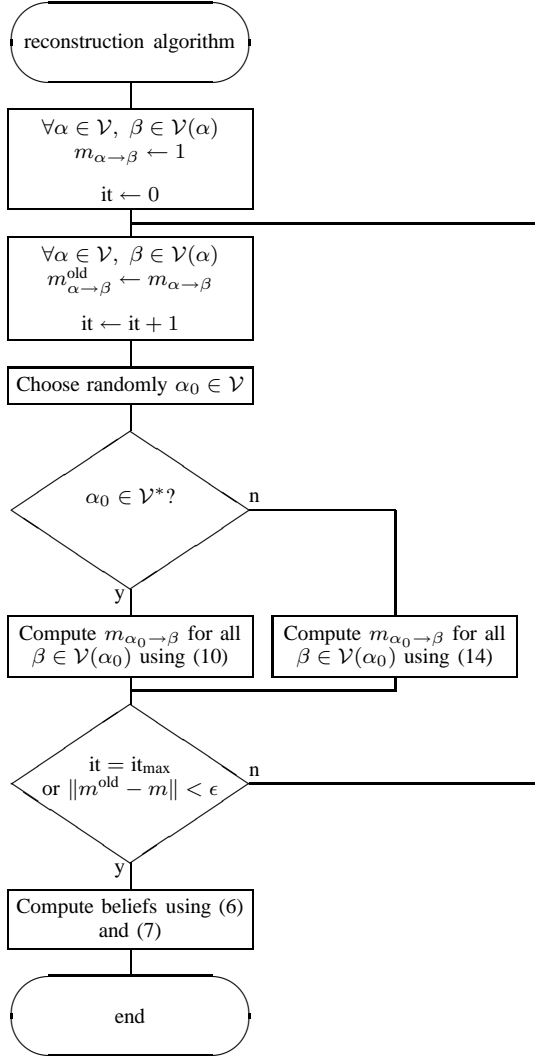 reconstruction algorithm
∀α ∈ 𝒱, β ∈ 𝒱(α)
m_{α→β} ← 1
it ← 0
∀α ∈ 𝒱, β ∈ 𝒱(α)
m^{old}_{α→β} ← m_{α→β}
it ← it + 1
Choose randomly α₀ ∈ 𝒱
α₀ ∈ 𝒱*?
n
y
Compute m_{α₀→β} for all
β ∈ 𝒱(α₀) using (10)
Compute m_{α₀→β} for all
β ∈ 𝒱(α₀) using (14)
it = it_{max}
or ‖m^{old} − m‖ < ϵ
n
y
Compute beliefs using (6)
and (7)
end